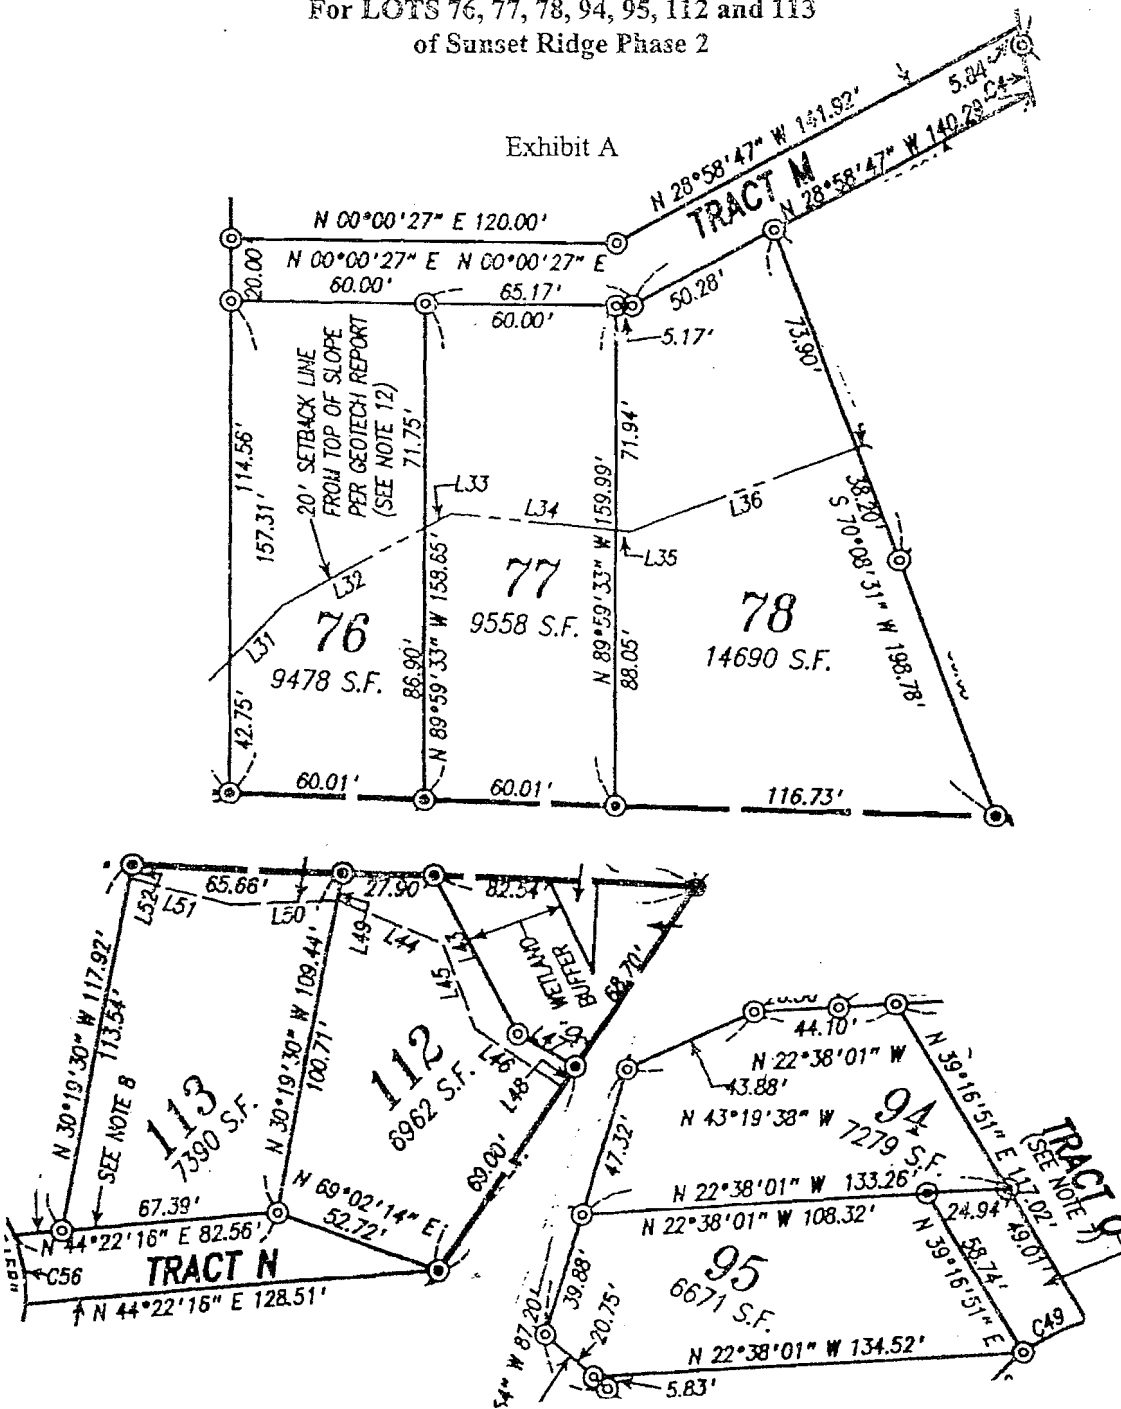 For LOTS 76, 77, 78, 94, 95, 112 and 113
of Sunset Ridge Phase 2
Exhibit A
N 28°58'47" W 141.92'
5.84'
C4
N 28°58'47" W 140.29'
TRACT M
N 00°00'27" E 120.00'
N 00°00'27" E
N 00°00'27" E
20.00'
60.00'
65.17'
60.00'
50.28'
5.17'
73.90'
20' SETBACK LINE
FROM TOP OF SLOPE
PER GEOTECH REPORT
(SEE NOTE 12)
71.75'
71.94'
114.56'
157.31'
L33
L34
L36
L35
L32
L31
38.20'
S 70°08'31" W 198.78'
76
9478 S.F.
77
9558 S.F.
78
14690 S.F.
N 89°59'33" W 158.65'
86.90'
N 89°59'33" W 159.99'
88.05'
42.75'
60.01'
60.01'
116.73'
65.66'
27.90'
82.54'
L52
L51
L50
L49
L44
L43
L45
WETLAND
BUFFER
68.70'
L47
L46
L48
N 30°19'30" W 117.92'
113.54'
N 30°19'30" W 109.44'
100.71'
113
7390 S.F.
112
6962 S.F.
SEE NOTE 8
69.00'
67.39'
N 69°02'14" E
52.72'
N 44°22'16" E 82.56'
TRACT N
C56
N 44°22'16" E 128.51'
44.10'
N 22°38'01" W
43.88'
N 43°19'38" W
N 39°16'51" E 117.02'
94
7279 S.F.
47.32'
N 22°38'01" W 133.26'
N 22°38'01" W 108.32'
24.94'
49.01'
TRACT
(SEE NOTE 7)
95
6671 S.F.
58.74'
N 39°16'51" E
39.88'
20.75'
54" W 87.20'
N 22°38'01" W 134.52'
C49
5.83'